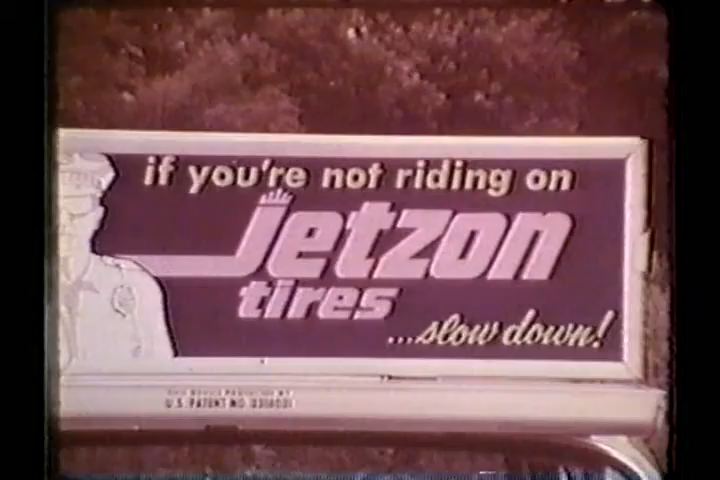 if you're not riding on
jetzon
tires
...slow down!
U.S. PATENT NO.